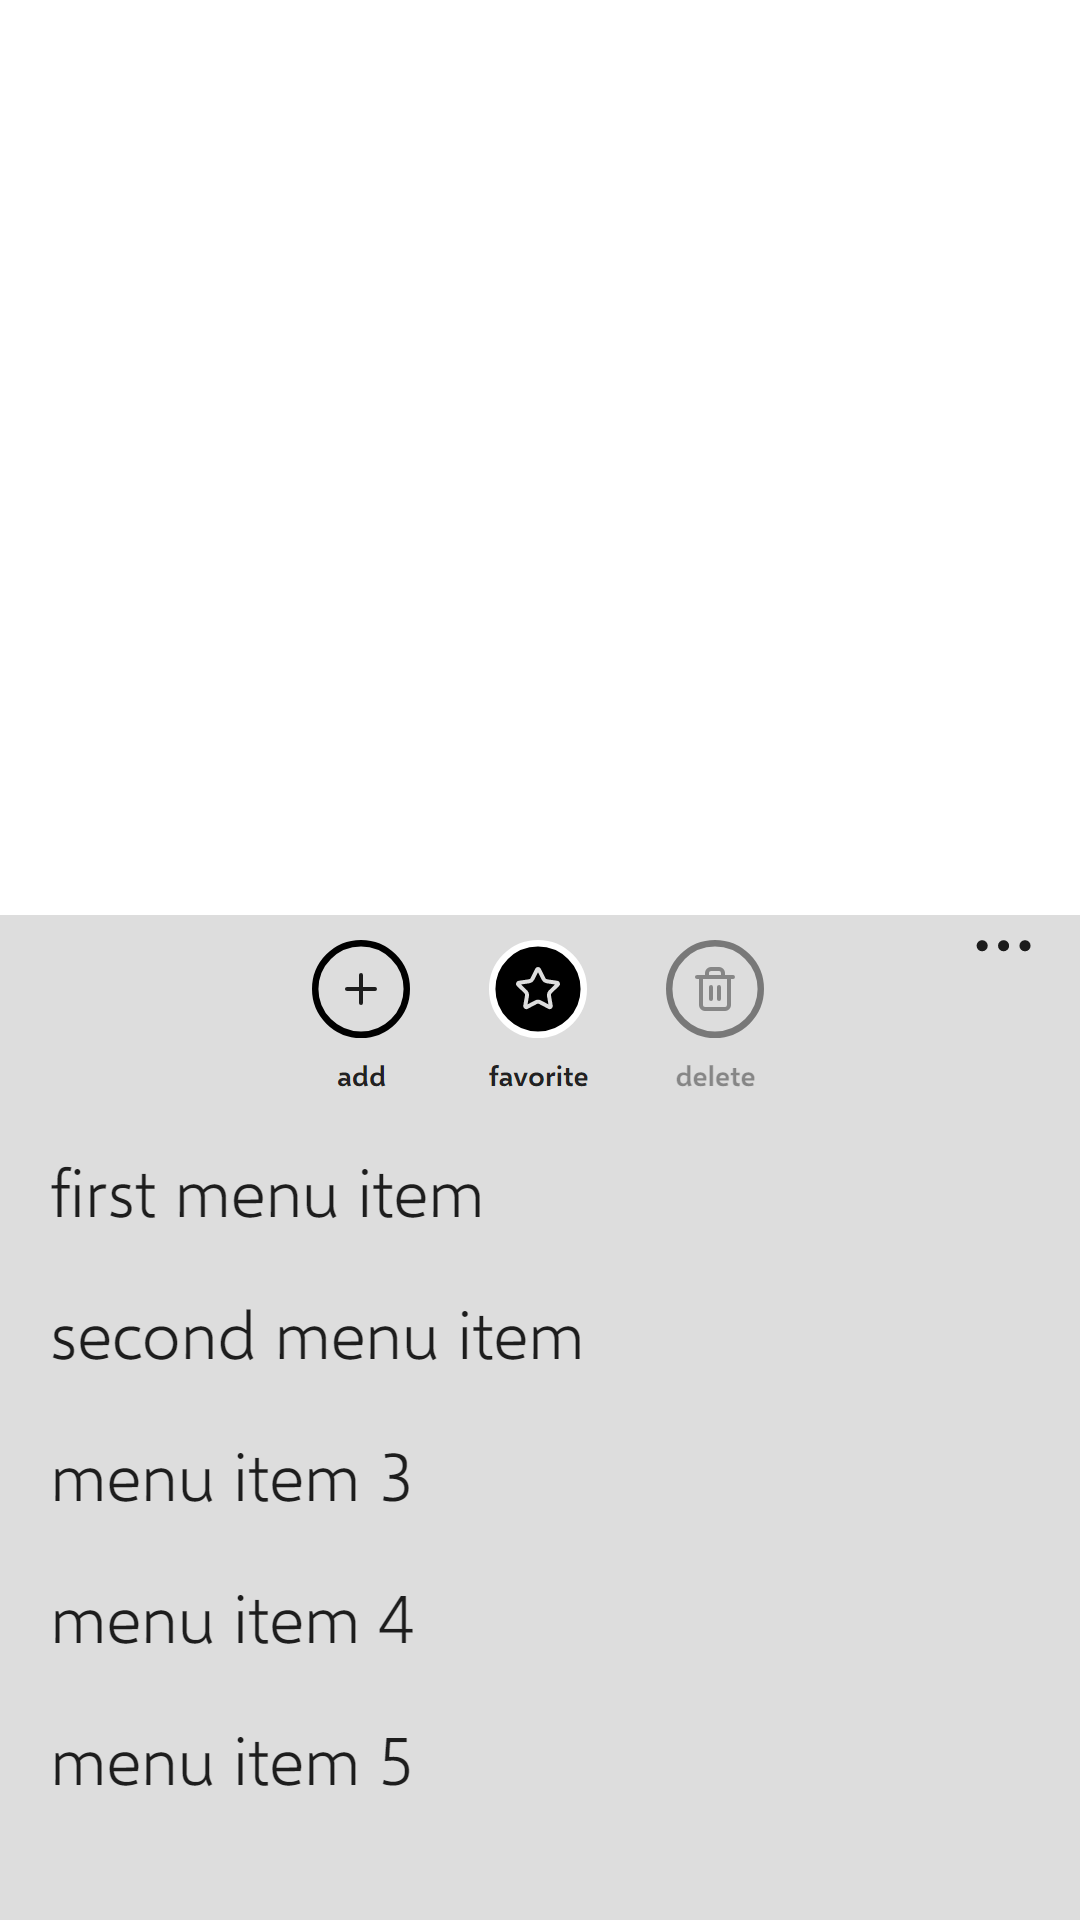 add favorite delete
first menu item
second menu item
menu item 3
menu item 4
menu item 5